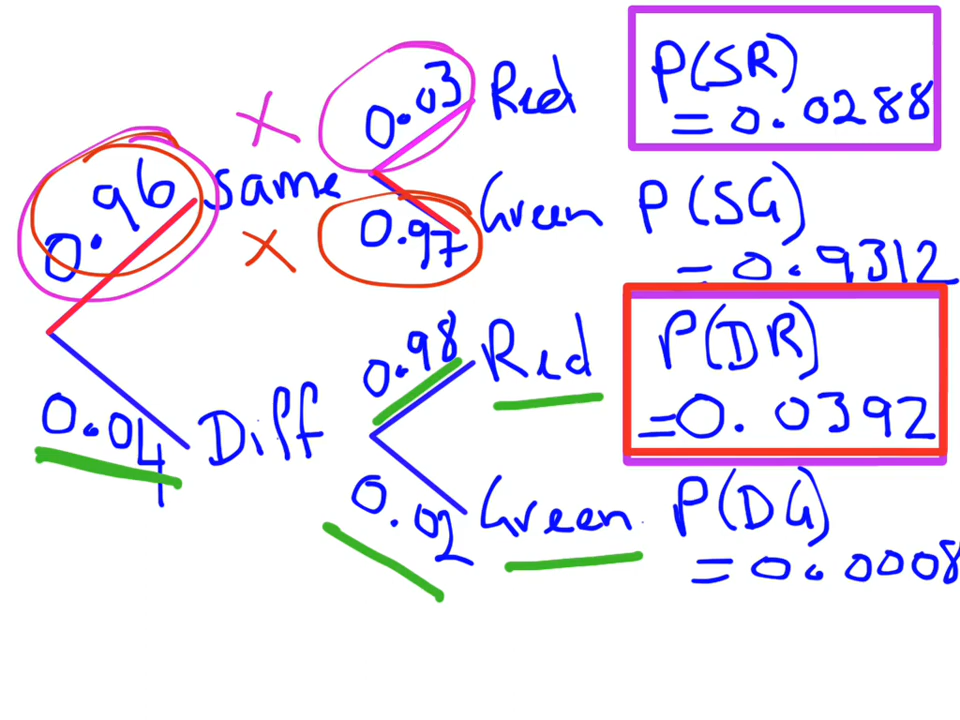 0.03 Red
P(SR)
= 0.0288
×
0.96 Same
× 0.97 Green
P(SG)
= 0.9312
0.98 Red
P(DR)
= 0.0392
0.04 Diff
0.02 Green
P(DG)
= 0.0008